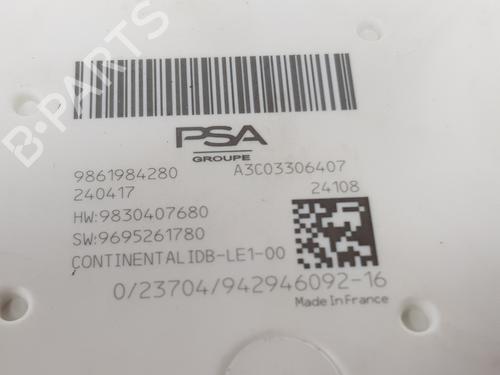 B-PARTS
PSA
GROUPE
9861984280 A3C03306407
240417 24108
HW:9830407680
SW:9695261780
CONTINENTAL IDB-LE1-00
0/23704/942946092-16
Made in France